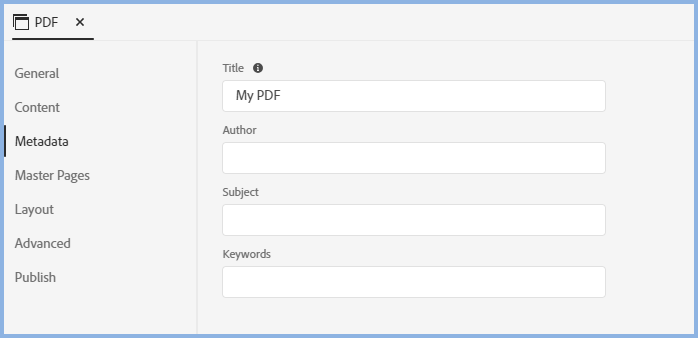 PDF
General
Content
Metadata
Master Pages
Layout
Advanced
Publish
Title
My PDF
Author
Subject
Keywords